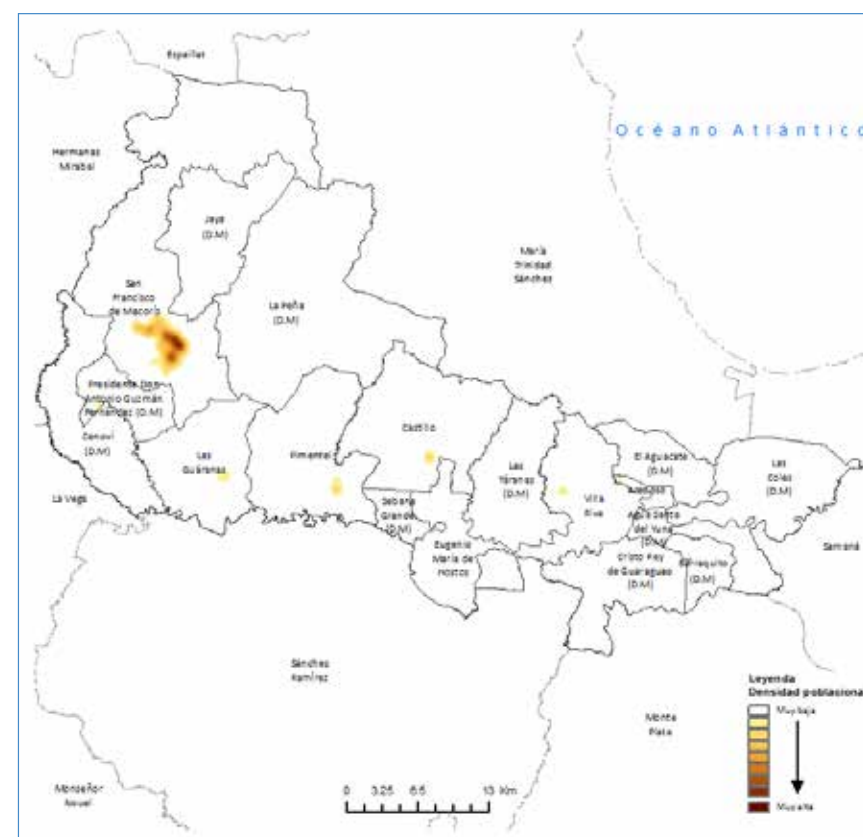 Espaillat
Océano Atlántico
Hermanas
Mirabal
Jaya
(D.M)
María
Trinidad
Sánchez
San
Francisco
de Macorís
La Peña
(D.M)
Presidente Don
Antonio Guzmán
Fernández (D.M)
Cenoví
(D.M)
Las
Guáranas
Pimentel
Castillo
Las
Táranas
(D.M)
El Aguacate
(D.M)
Arenoso
Las
Coles
(D.M)
La Vega
Sabana
Grande
(D.M)
Villa
Riva
Agua Santa
del Yuna
(D.M)
Samaná
Eugenio
María de
Hostos
Cristo Rey
de Guaraguao
(D.M)
Barraquito
(D.M)
Sánchez
Ramírez
Monte
Plata
Monseñor
Nouel
0 3.25 6.5 13 Km
Leyenda
Densidad poblacional
Muy baja
Muy alta